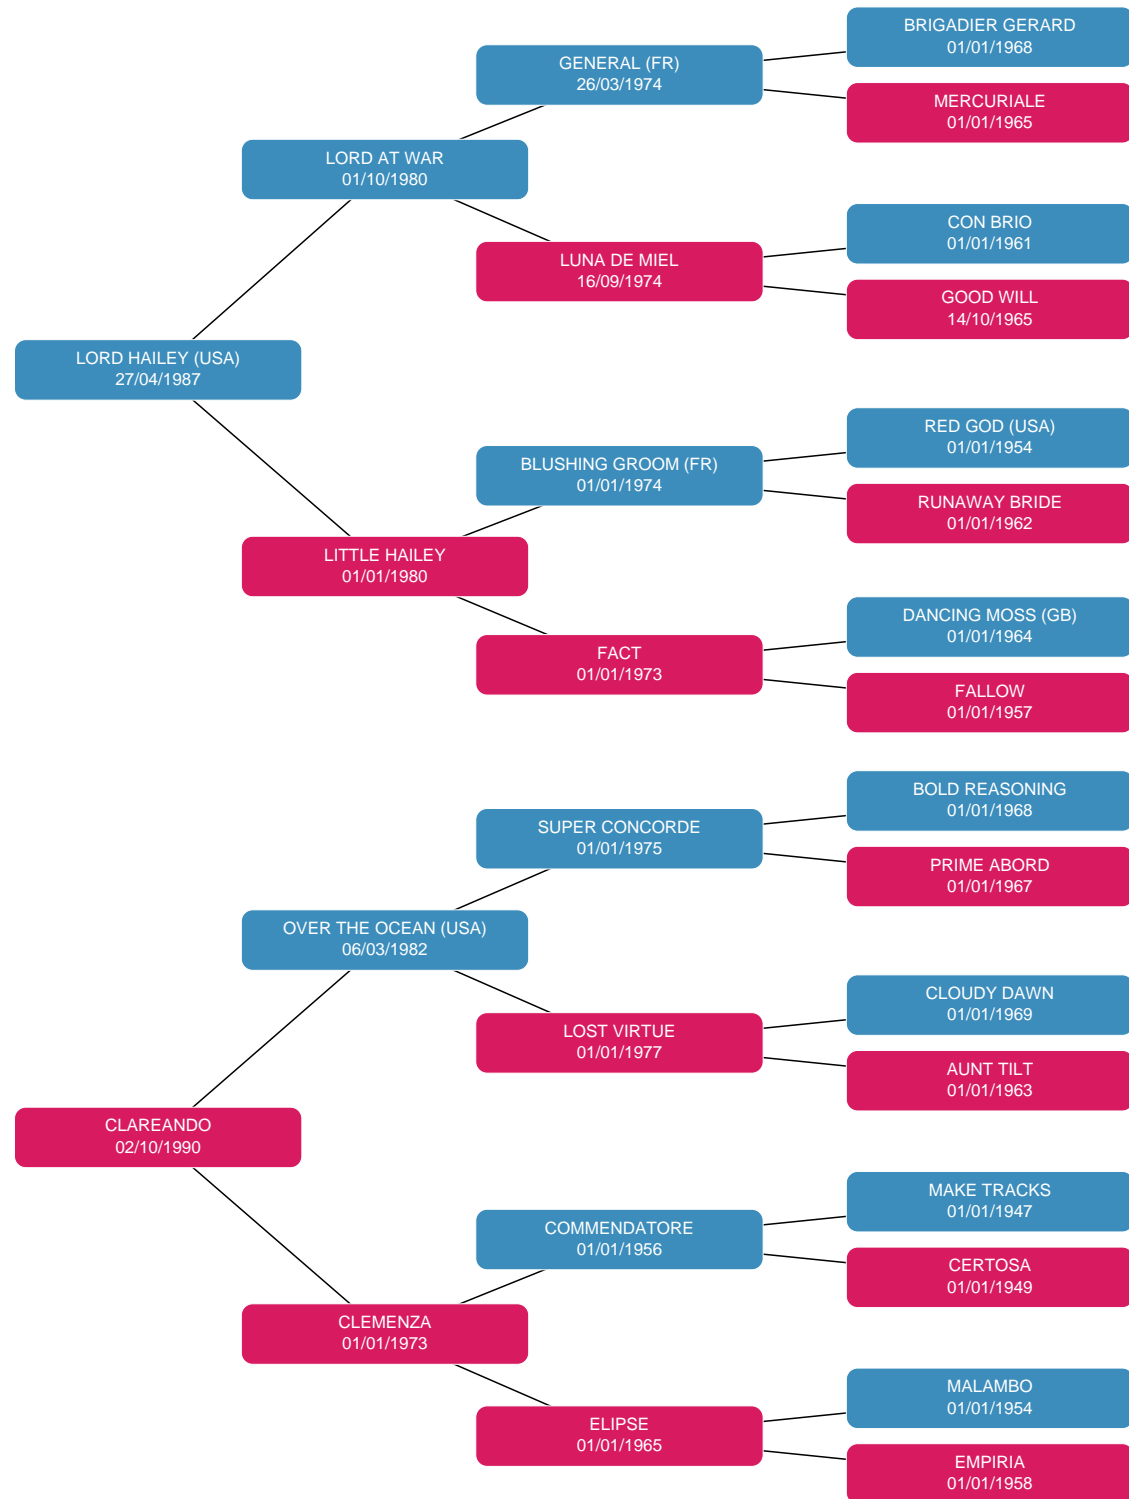 BRIGADIER GERARD
01/01/1968
GENERAL (FR)
26/03/1974
MERCURIALE
01/01/1965
LORD AT WAR
01/10/1980
CON BRIO
01/01/1961
LUNA DE MIEL
16/09/1974
GOOD WILL
14/10/1965
LORD HAILEY (USA)
27/04/1987
RED GOD (USA)
01/01/1954
BLUSHING GROOM (FR)
01/01/1974
RUNAWAY BRIDE
01/01/1962
LITTLE HAILEY
01/01/1980
DANCING MOSS (GB)
01/01/1964
FACT
01/01/1973
FALLOW
01/01/1957
BOLD REASONING
01/01/1968
SUPER CONCORDE
01/01/1975
PRIME ABORD
01/01/1967
OVER THE OCEAN (USA)
06/03/1982
CLOUDY DAWN
01/01/1969
LOST VIRTUE
01/01/1977
AUNT TILT
01/01/1963
CLAREANDO
02/10/1990
MAKE TRACKS
01/01/1947
COMMENDATORE
01/01/1956
CERTOSA
01/01/1949
CLEMENZA
01/01/1973
MALAMBO
01/01/1954
ELIPSE
01/01/1965
EMPIRIA
01/01/1958